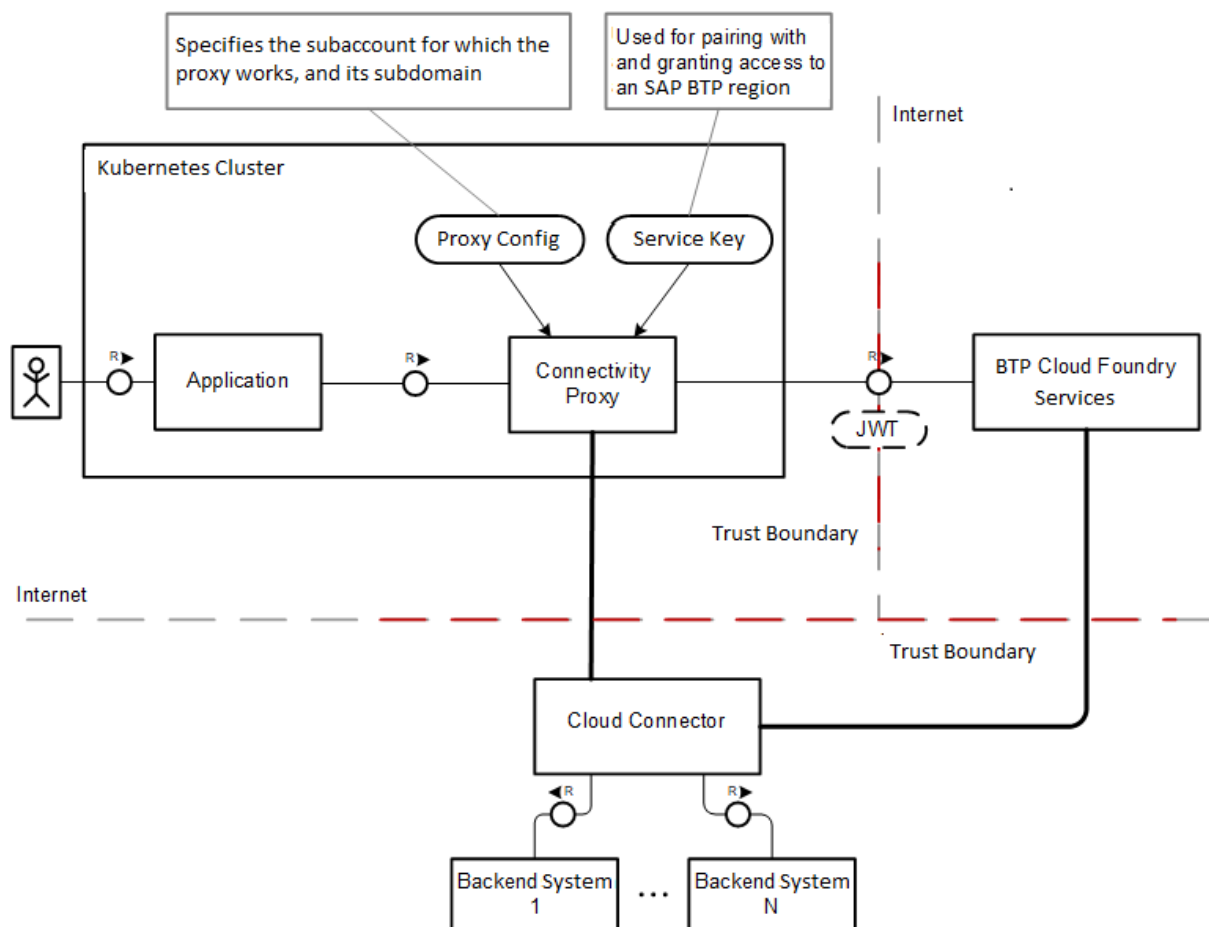 Specifies the subaccount for which the
proxy works, and its subdomain
Used for pairing with
and granting access to
an SAP BTP region
Internet
Kubernetes Cluster
Proxy Config
Service Key
R
Application
R
Connectivity
Proxy
R
BTP Cloud Foundry
Services
JWT
Trust Boundary
Internet
Trust Boundary
Cloud Connector
R
R
Backend System
1
...
Backend System
N